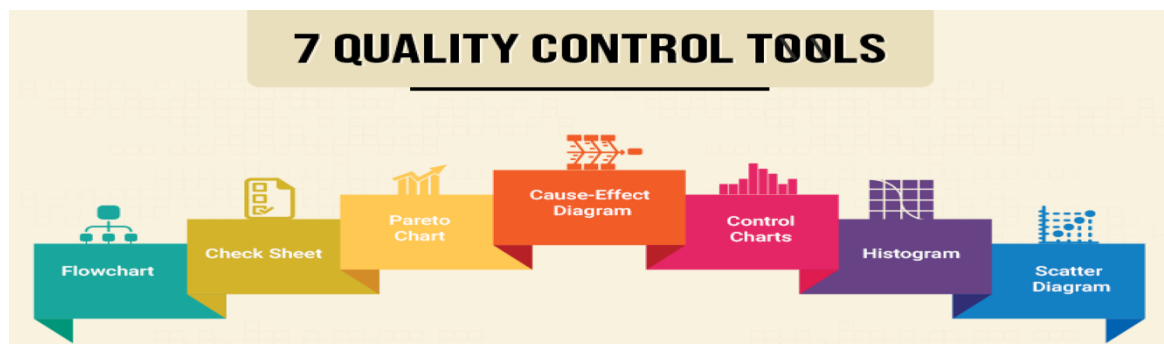 7 QUALITY CONTROL TOOLS
Flowchart
Check Sheet
Pareto
Chart
Cause-Effect
Diagram
Control
Charts
Histogram
Scatter
Diagram